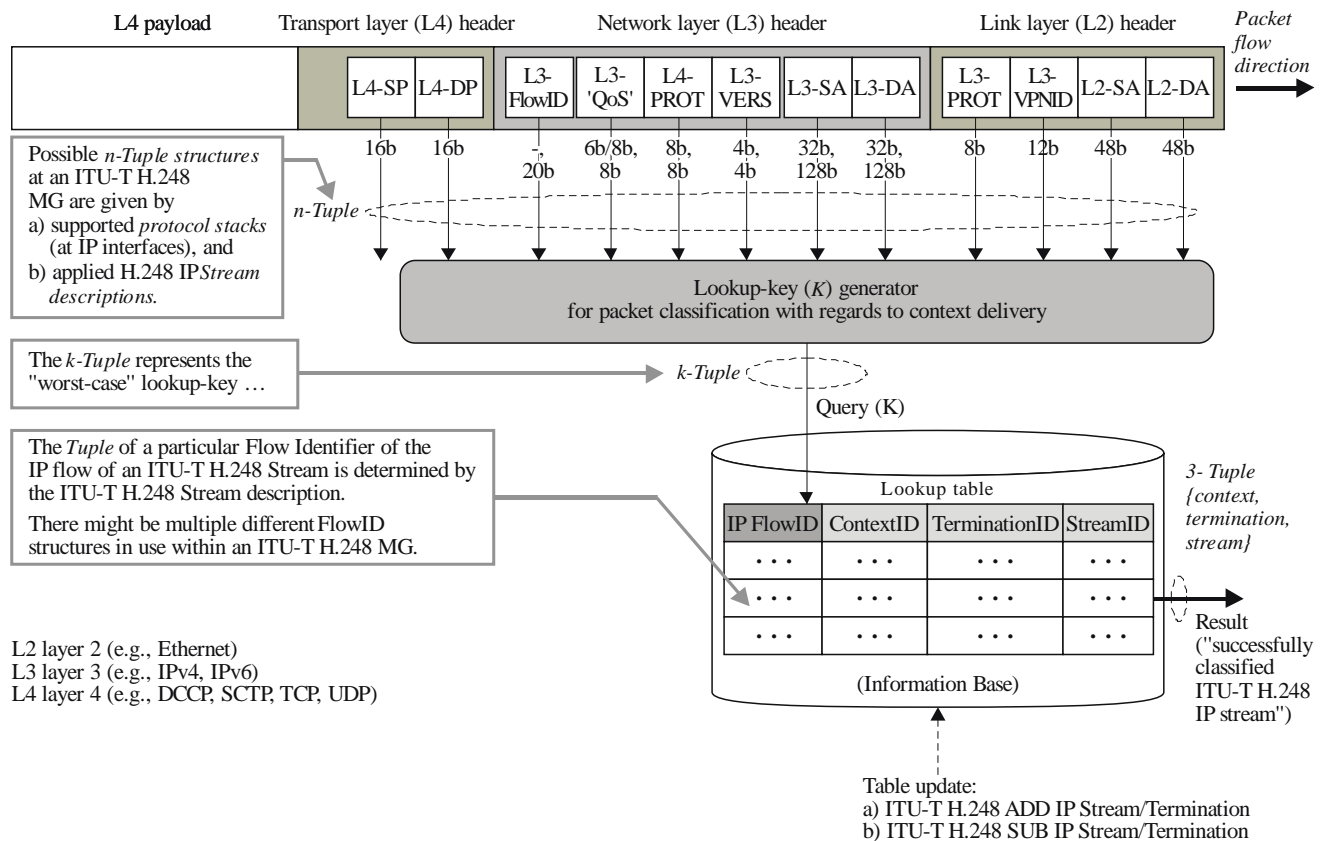 L4 payload
Transport layer (L4) header
Network layer (L3) header
Link layer (L2) header
Packet
flow
direction
L4-SP
L4-DP
L3-
FlowID
L3-
'QoS'
L4-
PROT
L3-
VERS
L3-SA
L3-DA
L3-
PROT
L3-
VPNID
L2-SA
L2-DA
16b
16b
-,
20b
6b/8b,
8b
8b,
8b
4b,
4b
32b,
128b
32b,
128b
8b
12b
48b
48b
Possible n-Tuple structures
at an ITU-T H.248
MG are given by
a) supported protocol stacks
(at IP interfaces), and
b) applied H.248 IP Stream
descriptions.
n-Tuple
Lookup-key (K) generator
for packet classification with regards to context delivery
The k-Tuple represents the
"worst-case" lookup-key …
k-Tuple
Query (K)
The Tuple of a particular Flow Identifier of the
IP flow of an ITU-T H.248 Stream is determined by
the ITU-T H.248 Stream description.
There might be multiple different FlowID
structures in use within an ITU-T H.248 MG.
Lookup table
IP FlowID ContextID TerminationID StreamID
• • • • • • • • • • • •
• • • • • • • • • • • •
• • • • • • • • • • • •
(Information Base)
3- Tuple
{context,
termination,
stream}
Result
("successfully
classified
ITU-T H.248
IP stream")
L2 layer 2 (e.g., Ethernet)
L3 layer 3 (e.g., IPv4, IPv6)
L4 layer 4 (e.g., DCCP, SCTP, TCP, UDP)
Table update:
a) ITU-T H.248 ADD IP Stream/Termination
b) ITU-T H.248 SUB IP Stream/Termination